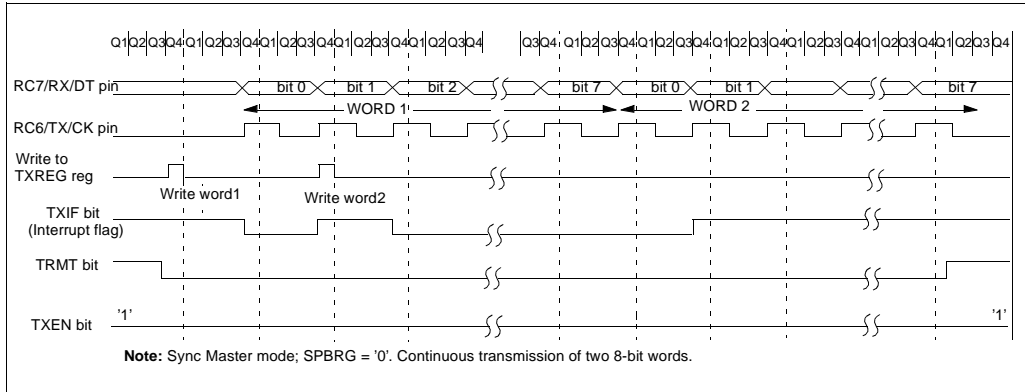 Q1 Q2 Q3 Q4 Q1 Q2 Q3 Q4 Q1 Q2 Q3 Q4 Q1 Q2 Q3 Q4 Q1 Q2 Q3 Q4 Q3 Q4 Q1 Q2 Q3 Q4 Q1 Q2 Q3 Q4 Q1 Q2 Q3 Q4 Q1 Q2 Q3 Q4 Q1 Q2 Q3 Q4
RC7/RX/DT pin bit 0 bit 1 bit 2 bit 7 bit 0 bit 1 bit 7
WORD 1 WORD 2
RC6/TX/CK pin
Write to
TXREG reg
Write word1 Write word2
TXIF bit
(Interrupt flag)
TRMT bit
'1' '1'
TXEN bit
Note: Sync Master mode; SPBRG = '0'. Continuous transmission of two 8-bit words.